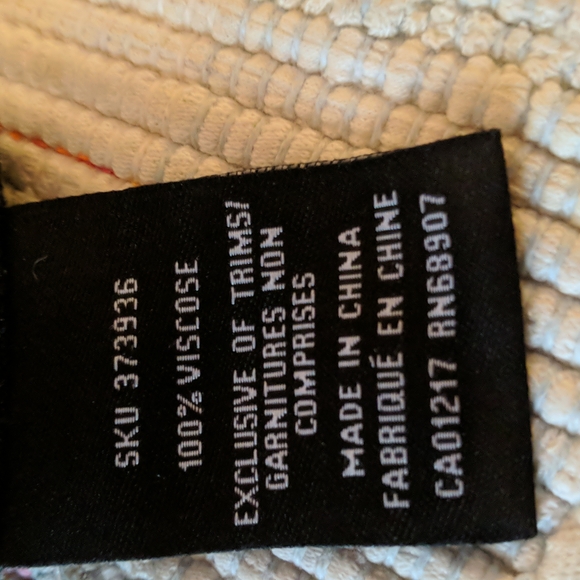 SKU 373936
100% VISCOSE
EXCLUSIVE OF TRIMS/
GARNITURES NON
COMPRISES
MADE IN CHINA
FABRIQUÉ EN CHINE
CA01217 RN68907